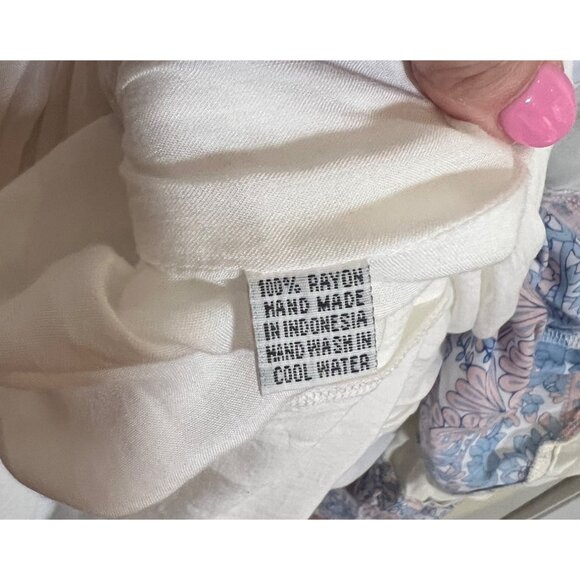 100% RAYON
HAND MADE
IN INDONESIA
HAND WASH IN
COOL WATER